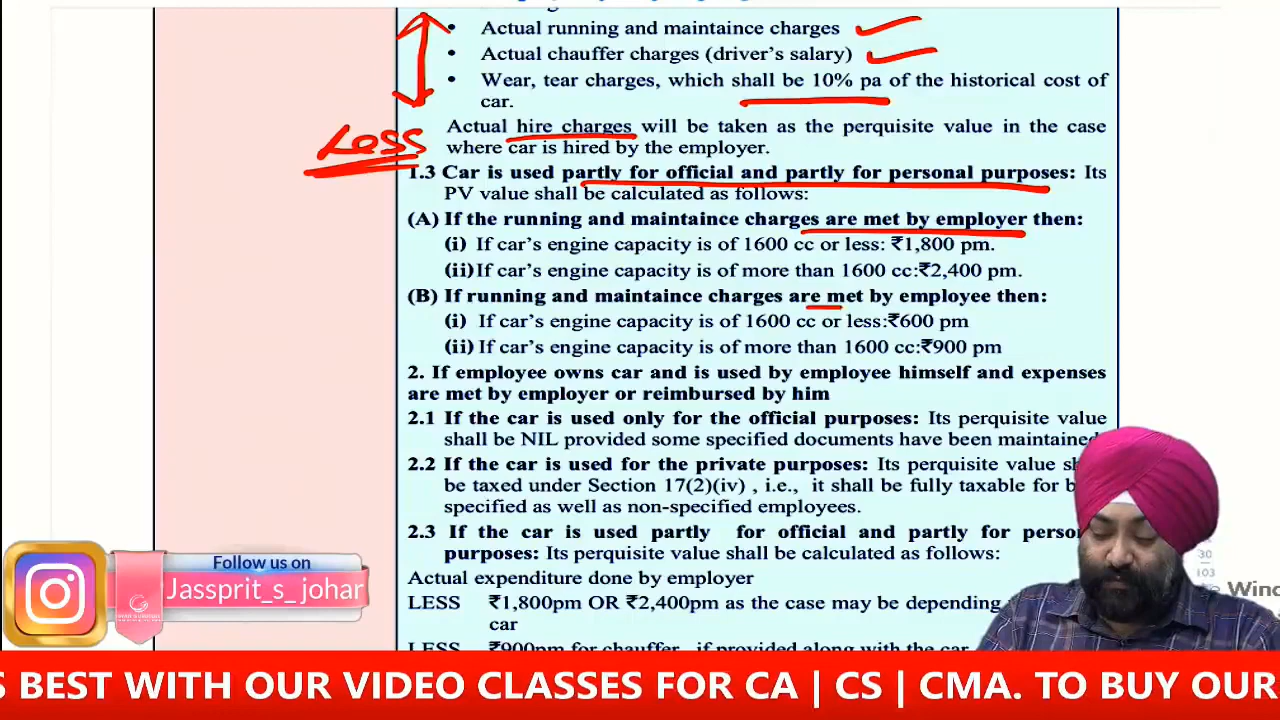 • Actual running and maintaince charges
• Actual chauffer charges (driver's salary)
• Wear, tear charges, which shall be 10% pa of the historical cost of
car.
Actual hire charges will be taken as the perquisite value in the case
where car is hired by the employer.
Less
1.3 Car is used partly for official and partly for personal purposes: Its
PV value shall be calculated as follows:
(A) If the running and maintaince charges are met by employer then:
(i) If car's engine capacity is of 1600 cc or less: ₹1,800 pm.
(ii) If car's engine capacity is of more than 1600 cc:₹2,400 pm.
(B) If running and maintaince charges are met by employee then:
(i) If car's engine capacity is of 1600 cc or less:₹600 pm
(ii) If car's engine capacity is of more than 1600 cc:₹900 pm
2. If employee owns car and is used by employee himself and expenses
are met by employer or reimbursed by him
2.1 If the car is used only for the official purposes: Its perquisite value
shall be NIL provided some specified documents have been maintained
2.2 If the car is used for the private purposes: Its perquisite value
be taxed under Section 17(2)(iv) , i.e., it shall be fully taxable for
specified as well as non-specified employees.
2.3 If the car is used partly for official and partly for
purposes: Its perquisite value shall be calculated as follows:
Actual expenditure done by employer
LESS ₹1,800pm OR ₹2,400pm as the case may be depending
car
LESS ₹900pm for chauffer, if provided along with the car
30
103
Follow us on
Jassprit_s_johar
S BEST WITH OUR VIDEO CLASSES FOR CA | CS | CMA. TO BUY OUR